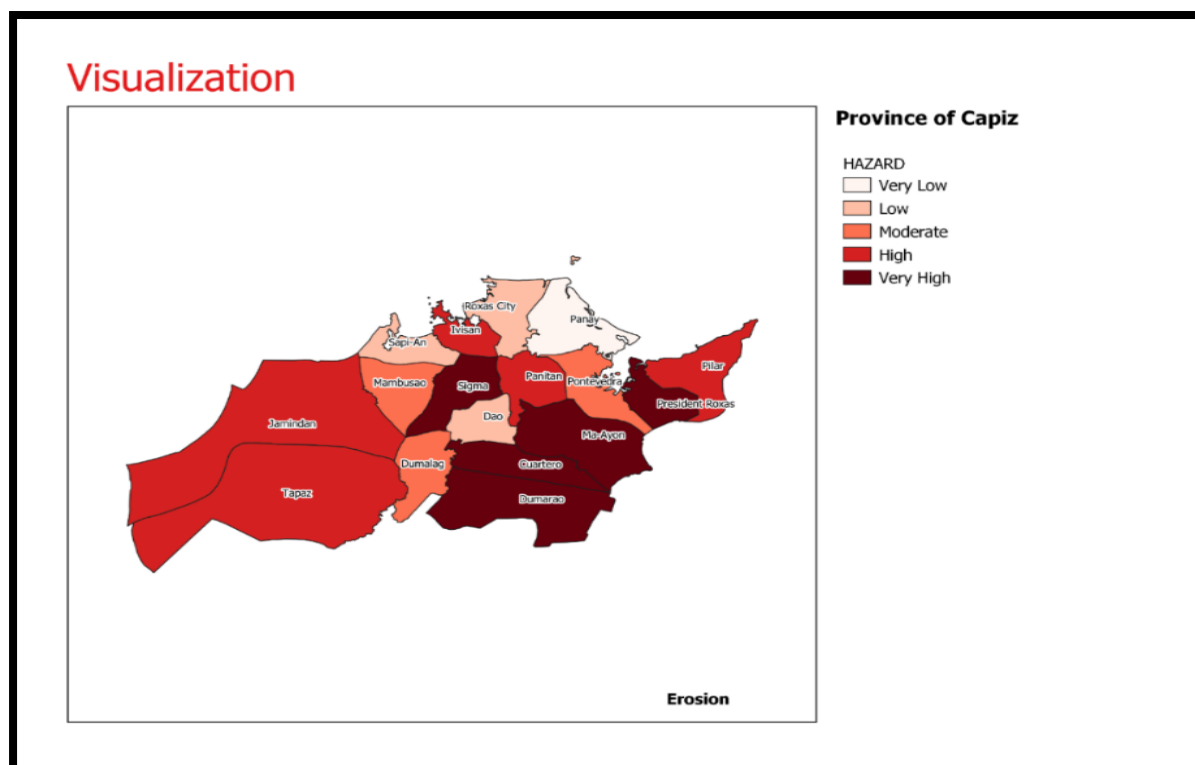 Visualization
Province of Capiz
HAZARD
Very Low
Low
Moderate
High
Very High
Roxas City
Panay
Ivisan
Sapi-An
Pilar
Panitan
Pontevedra
Mambusao
Sigma
President Roxas
Dao
Jamindan
Ma-Ayon
Dumalag
Cuartero
Tapaz
Dumarao
Erosion